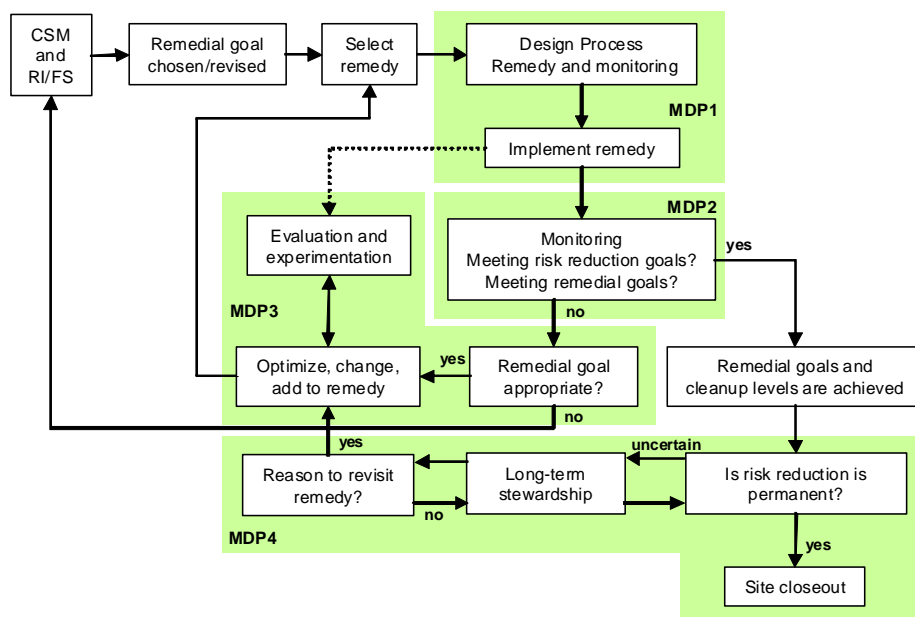 CSM
and
RI/FS
Remedial goal
chosen/revised
Select
remedy
Design Process
Remedy and monitoring
MDP1
Implement remedy
MDP2
Monitoring
Meeting risk reduction goals?
Meeting remedial goals?
yes
no
Evaluation and
experimentation
MDP3
Optimize, change,
add to remedy
yes
Remedial goal
appropriate?
no
Remedial goals and
cleanup levels are achieved
yes
Reason to revisit
remedy?
no
Long-term
stewardship
uncertain
Is risk reduction is
permanent?
MDP4
yes
Site closeout